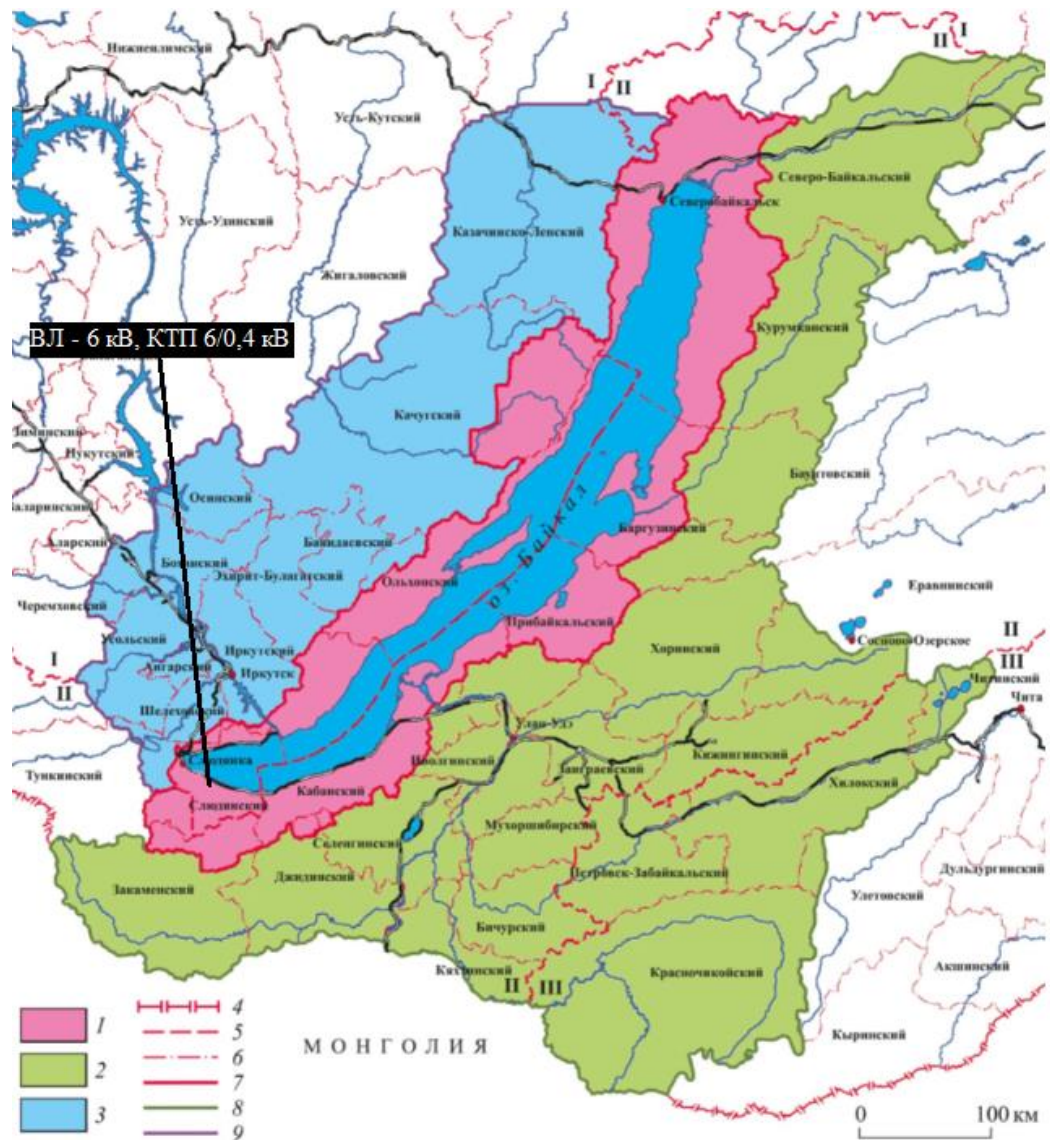 Нижнеилимский
I
II
II
I
Усть-Кутский
Северо-Байкальский
Северобайкальск
Усть-Удинский
Казачинско-Ленский
Жигаловский
Курумканский
ВЛ - 6 кВ, КТП 6/0,4 кВ
Качугский
Зиминский
Нукутский
Баунтовский
Осинский
оз. Байкал
Баргузинский
Аларский
Баяндаевский
Боханский
Эхирит-Булагатский
Ольхонский
Еравнинский
Черемховский
Прибайкальский
Усольский
Иркутский
Сосново-Озерское
Ангарский
Иркутск
Хоринский
I
II
II
III
Читинский
Чита
Шелеховский
Улан-Удэ
Слюдянка
Иволгинский
Кижингинский
Тункинский
Заиграевский
Кабанский
Хилокский
Слюдянский
Мухоршибирский
Селенгинский
Дульдургинский
Петровск-Забайкальский
Джидинский
Закаменский
Улетовский
Бичурский
Акшинский
Кяхтинский
Красночикойский
II
III
Кыринский
МОНГОЛИЯ
1
2
3
4
5
6
7
8
9
0 100 км